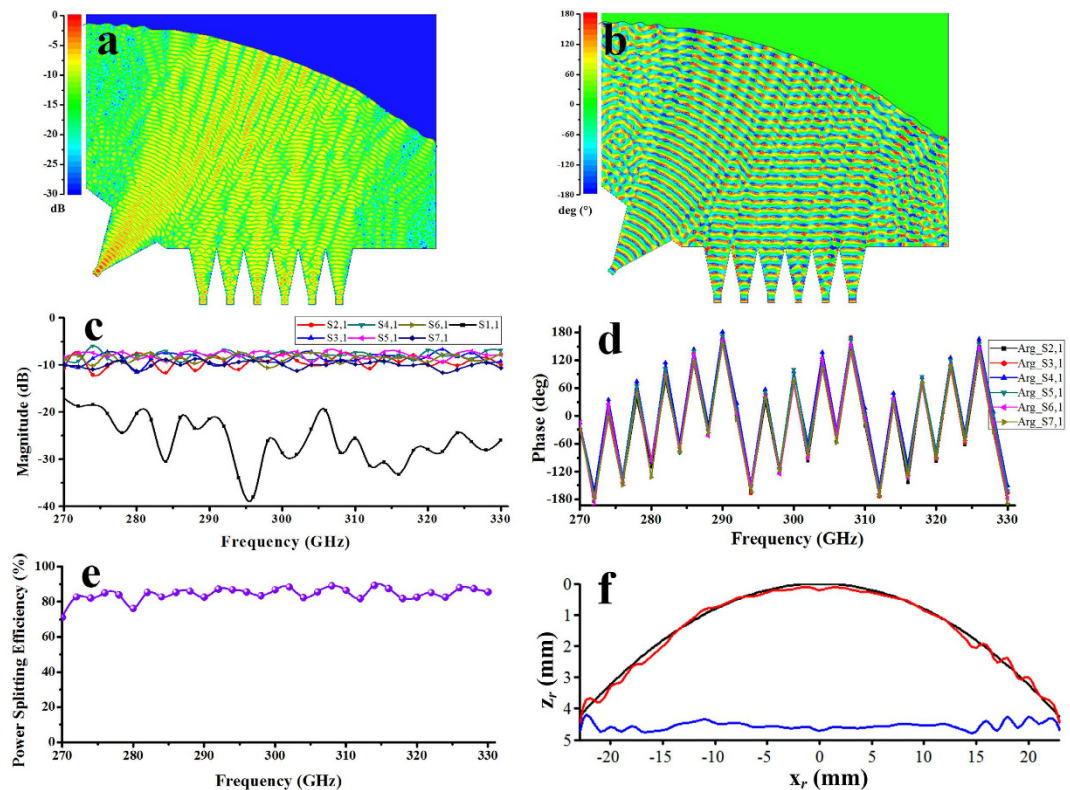 a
0
-5
-10
-15
-20
-25
-30
dB
b
180
120
60
0
-60
-120
-180
deg (°)
c
0
-10
-20
-30
-40
Magnitude (dB)
S2,1 S4,1 S6,1 S1,1
S3,1 S5,1 S7,1
270 280 290 300 310 320 330
Frequency (GHz)
d
180
120
60
0
-60
-120
-180
Phase (deg)
Arg_S2,1
Arg_S3,1
Arg_S4,1
Arg_S5,1
Arg_S6,1
Arg_S7,1
270 280 290 300 310 320 330
Frequency (GHz)
e
100
80
60
40
20
0
Power Splitting Efficiency (%)
270 280 290 300 310 320 330
Frequency (GHz)
f
0
1
2
3
4
5
zr (mm)
-20 -15 -10 -5 0 5 10 15 20
xr (mm)